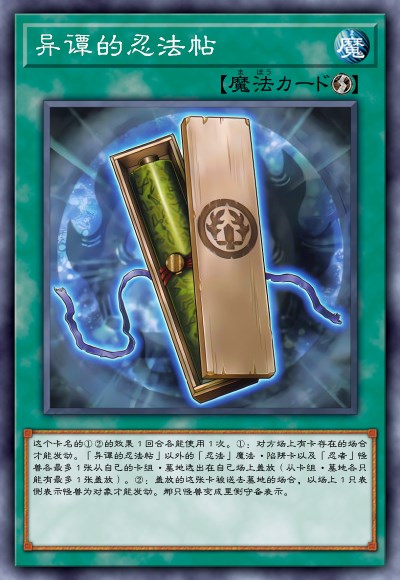 异谭的忍法帖
魔
【魔法カード】
まほう
这个卡名的①②的效果1回合各能使用1次。①:对方场上有卡存在的场合
才能发动。「异谭的忍法帖」以外的「忍法」魔法·陷阱卡以及「忍者」怪
兽各最多1张从自己的卡组·墓地选出在自己场上盖放(从卡组·墓地各只
能有最多1张盖放)。②:盖放的这张卡被送去墓地的场合,以场上1只表
侧表示怪兽为对象才能发动。那只怪兽变成里侧守备表示。